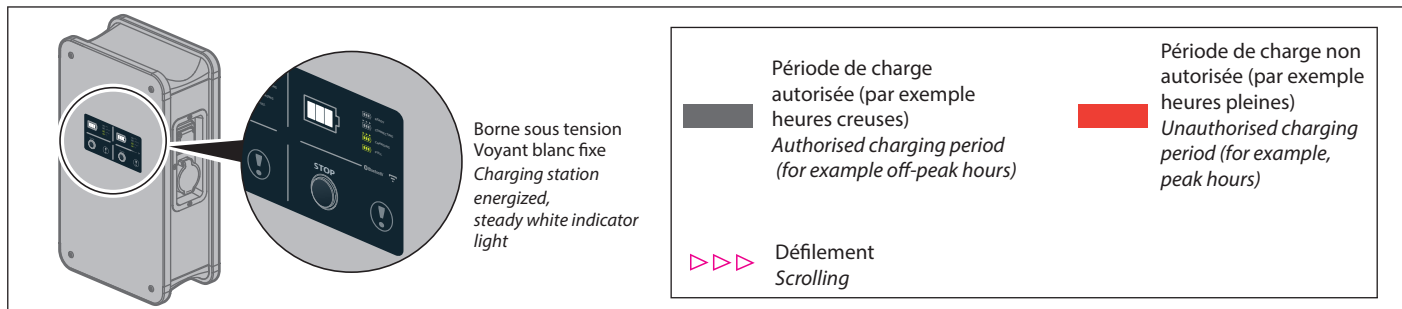 STOP
Bluetooth
Borne sous tension
Voyant blanc fixe
Charging station
energized,
steady white indicator
light
Période de charge
autorisée (par exemple
heures creuses)
Authorised charging period
(for example off-peak hours)
Période de charge non
autorisée (par exemple
heures pleines)
Unauthorised charging
period (for example,
peak hours)
Défilement
Scrolling